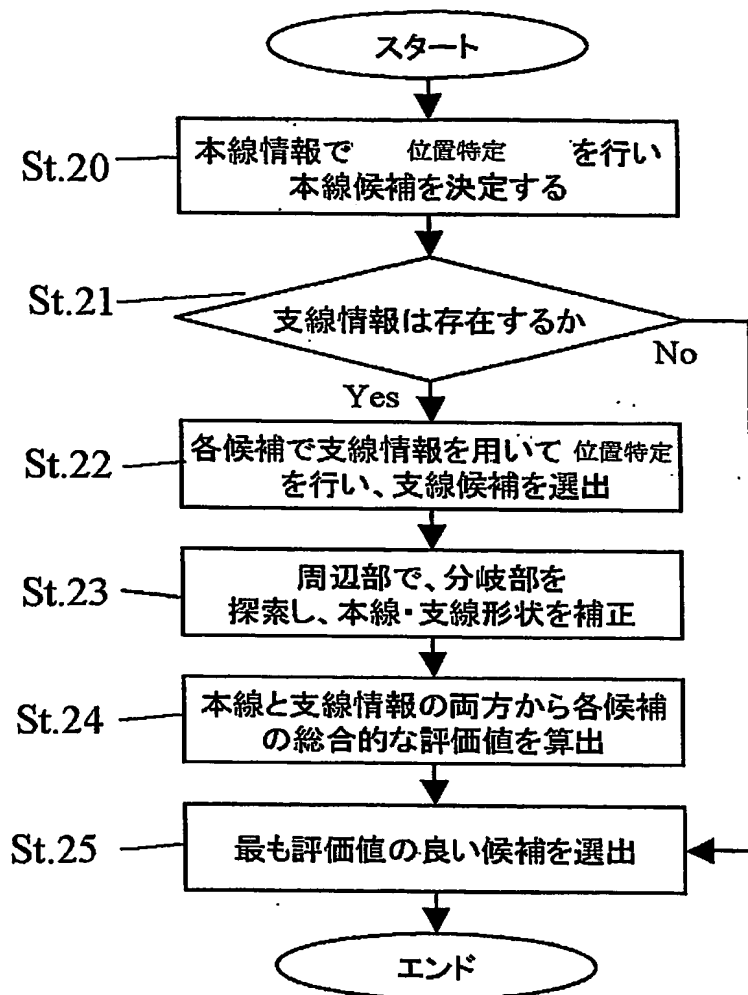 スタート
St.20
本線情報で 位置特定 を行い
本線候補を決定する
St.21
支線情報は存在するか
No
Yes
St.22
各候補で支線情報を用いて 位置特定
を行い、支線候補を選出
St.23
周辺部で、分岐部を
探索し、本線・支線形状を補正
St.24
本線と支線情報の両方から各候補
の総合的な評価値を算出
St.25
最も評価値の良い候補を選出
エンド